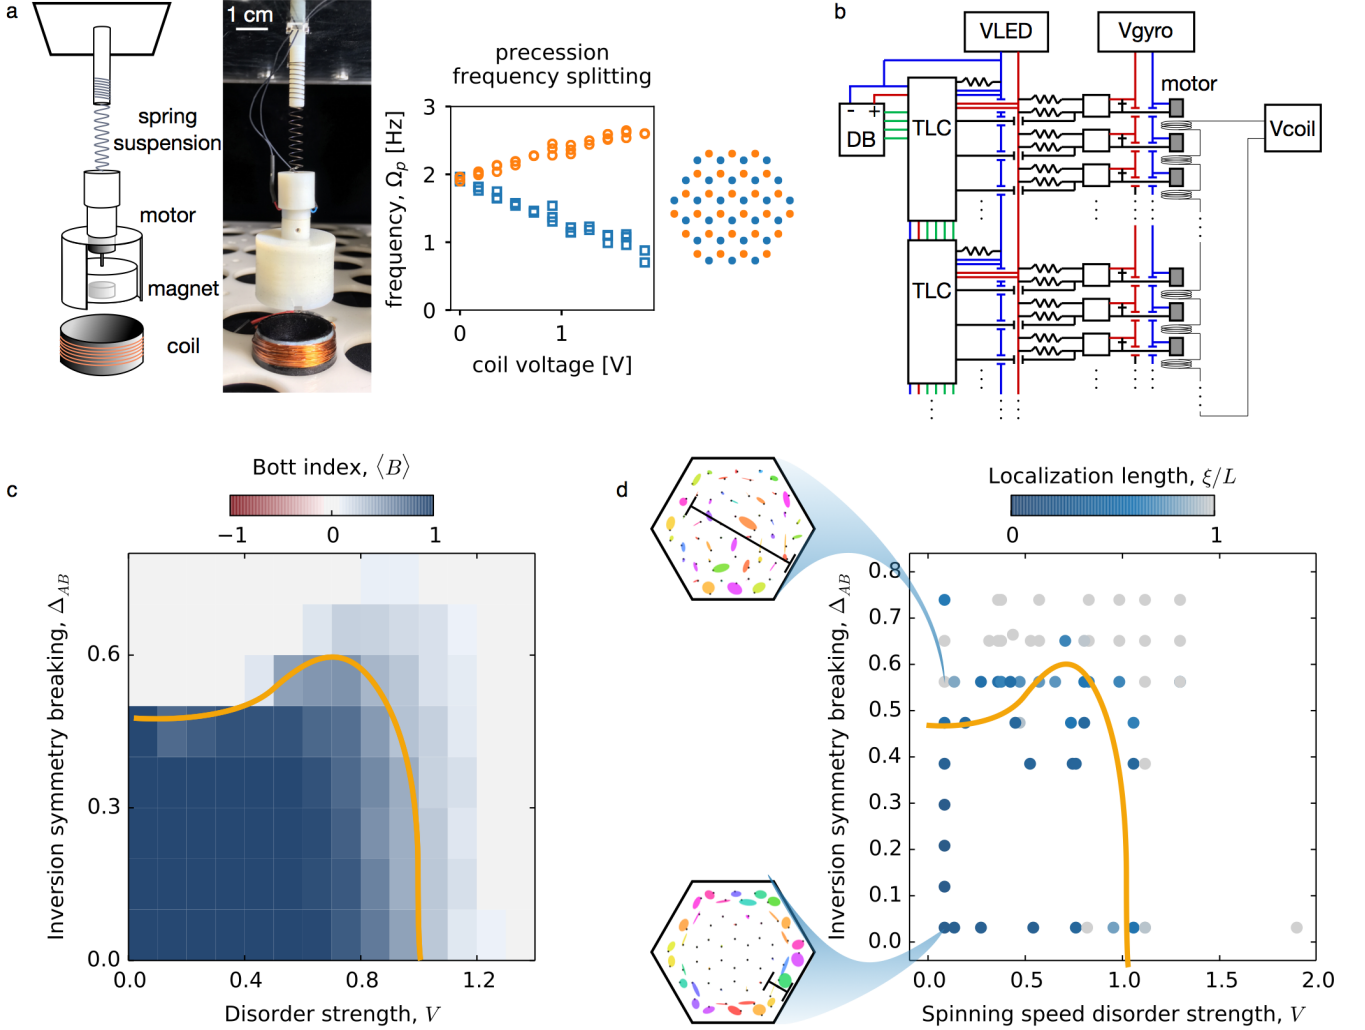 a
spring
suspension
motor
magnet
coil
1 cm
precession
frequency splitting
frequency, Ωp [Hz]
3
2
1
0
0
1
coil voltage [V]
b
VLED
Vgyro
motor
- +
DB
TLC
Vcoil
TLC
c
Bott index, ⟨B⟩
−1
0
1
Inversion symmetry breaking, ΔAB
0.6
0.3
0.0
0.0
0.4
0.8
1.2
Disorder strength, V
d
Localization length, ξ/L
0
1
Inversion symmetry breaking, ΔAB
0.8
0.7
0.6
0.5
0.4
0.3
0.2
0.1
0.0
0.0
0.5
1.0
1.5
2.0
Spinning speed disorder strength, V